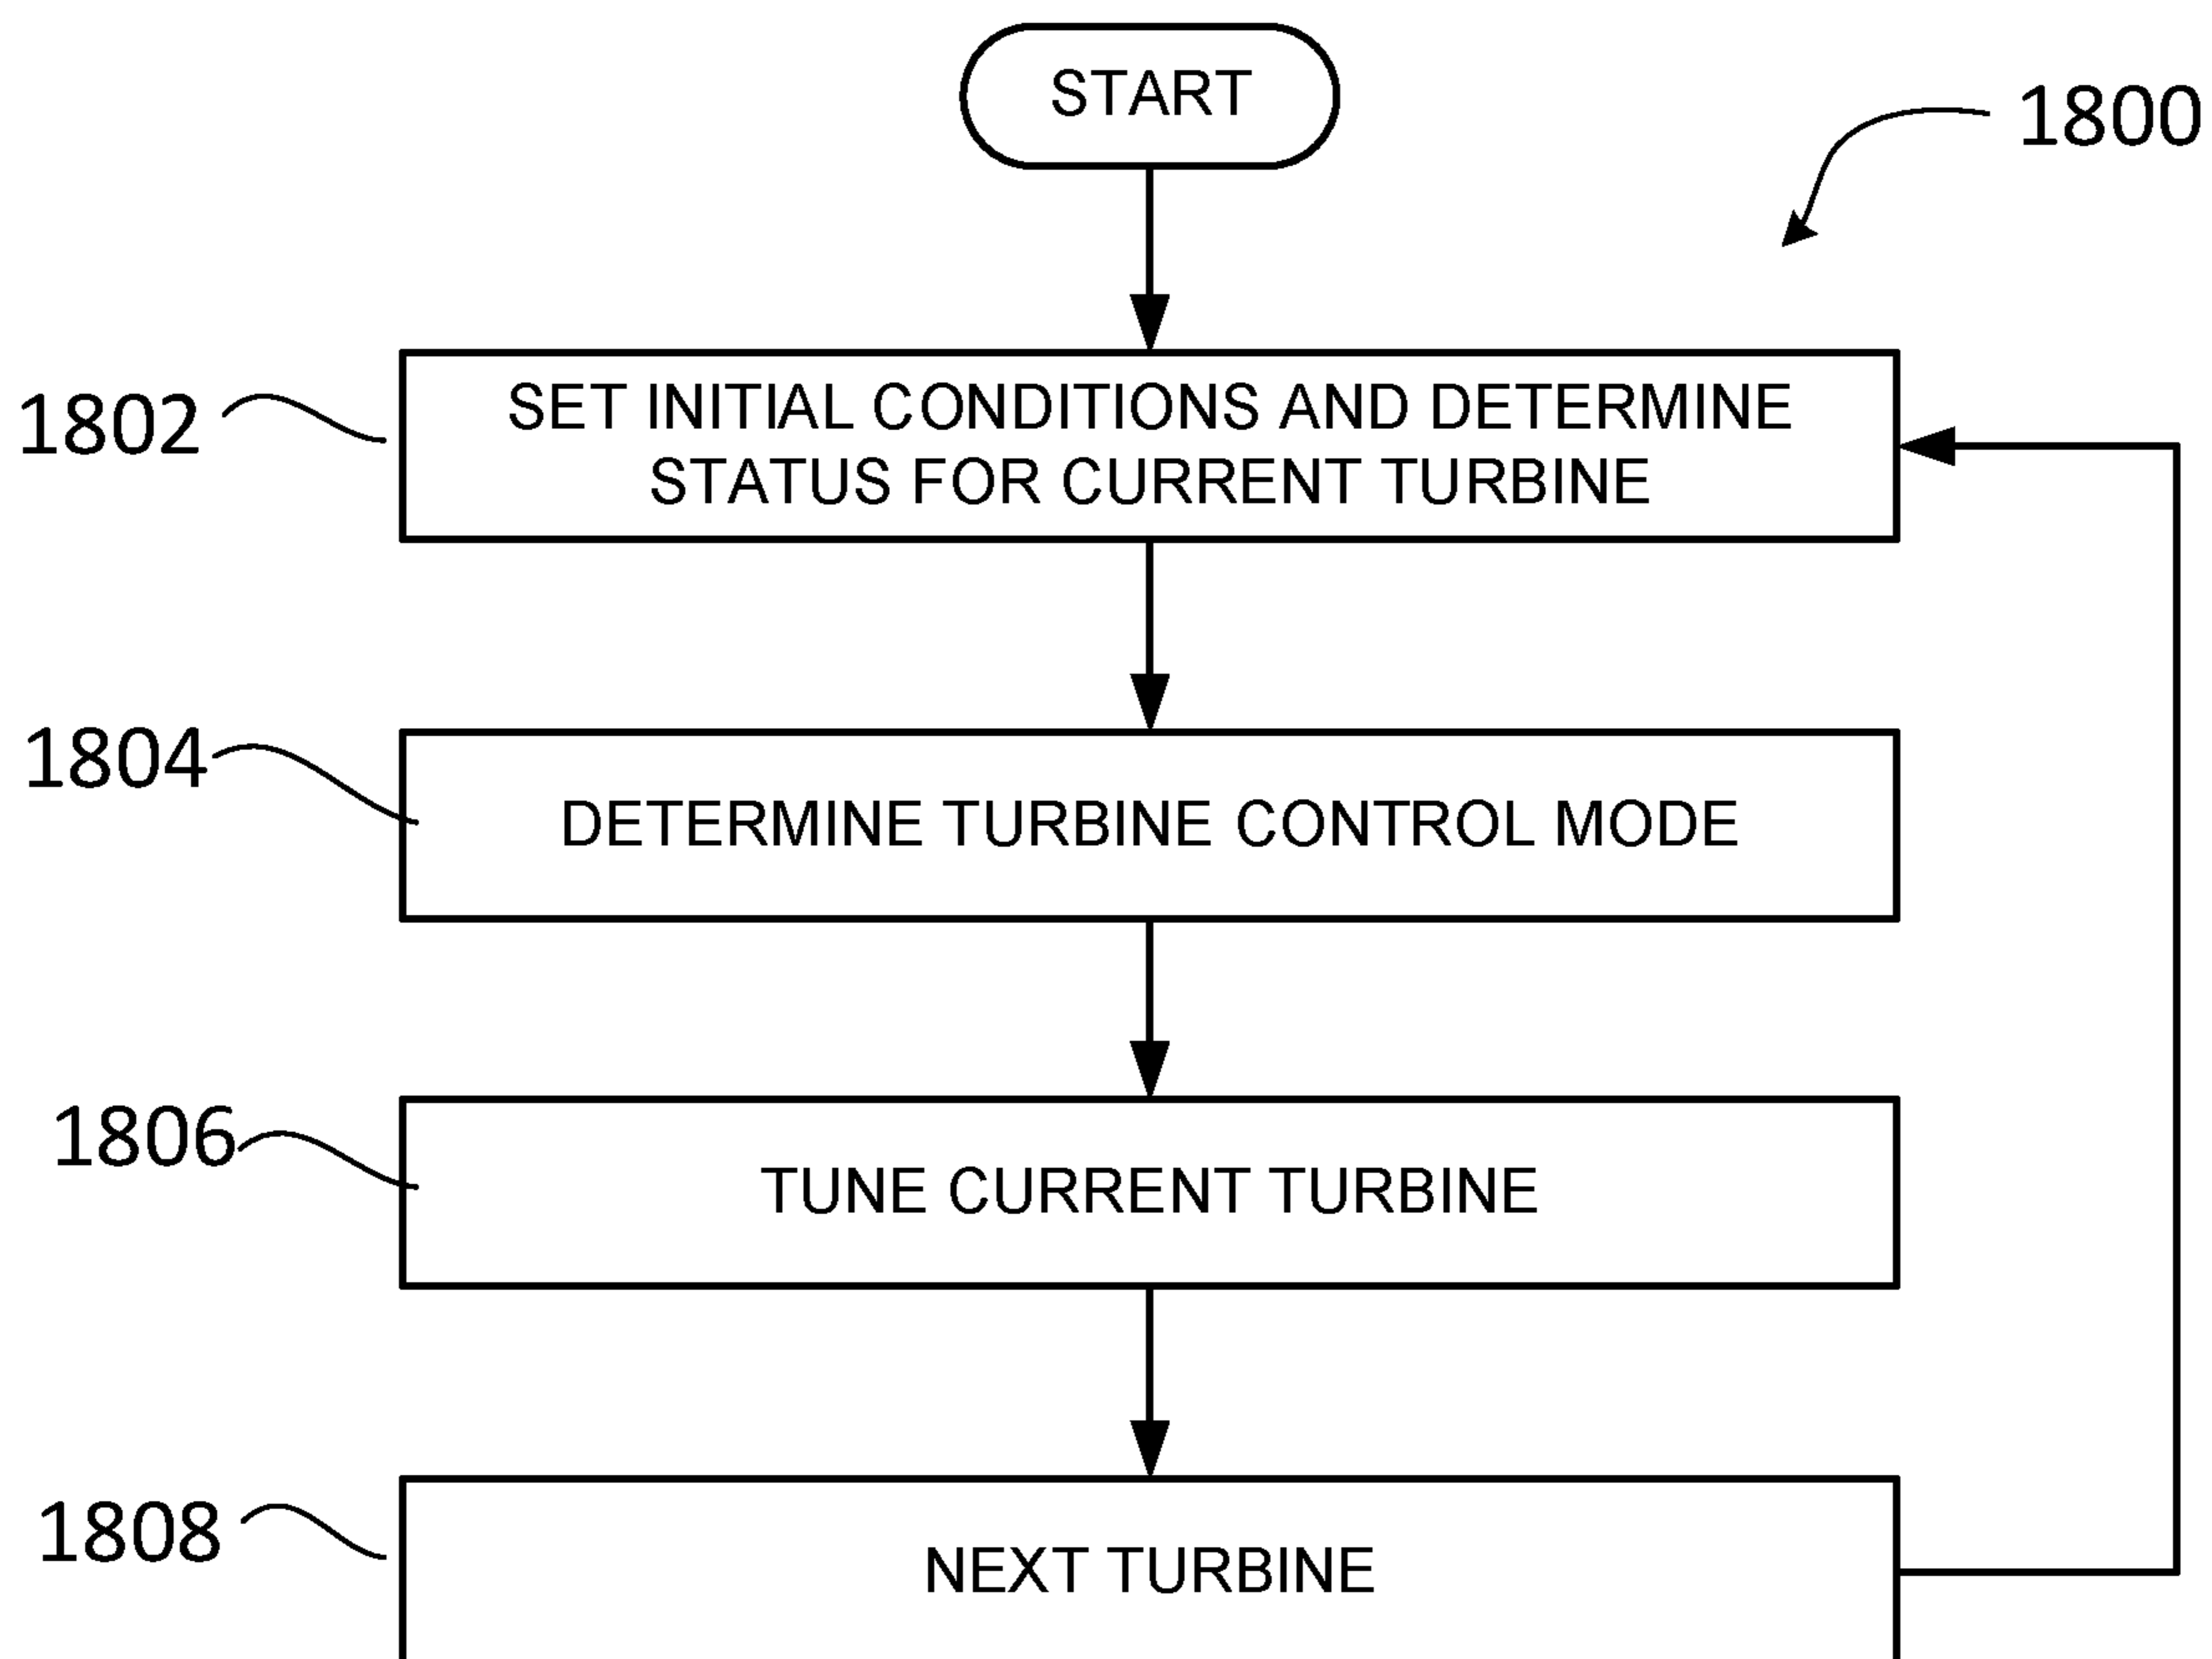 START
1800
1802
SET INITIAL CONDITIONS AND DETERMINE
STATUS FOR CURRENT TURBINE
1804
DETERMINE TURBINE CONTROL MODE
1806
TUNE CURRENT TURBINE
1808
NEXT TURBINE